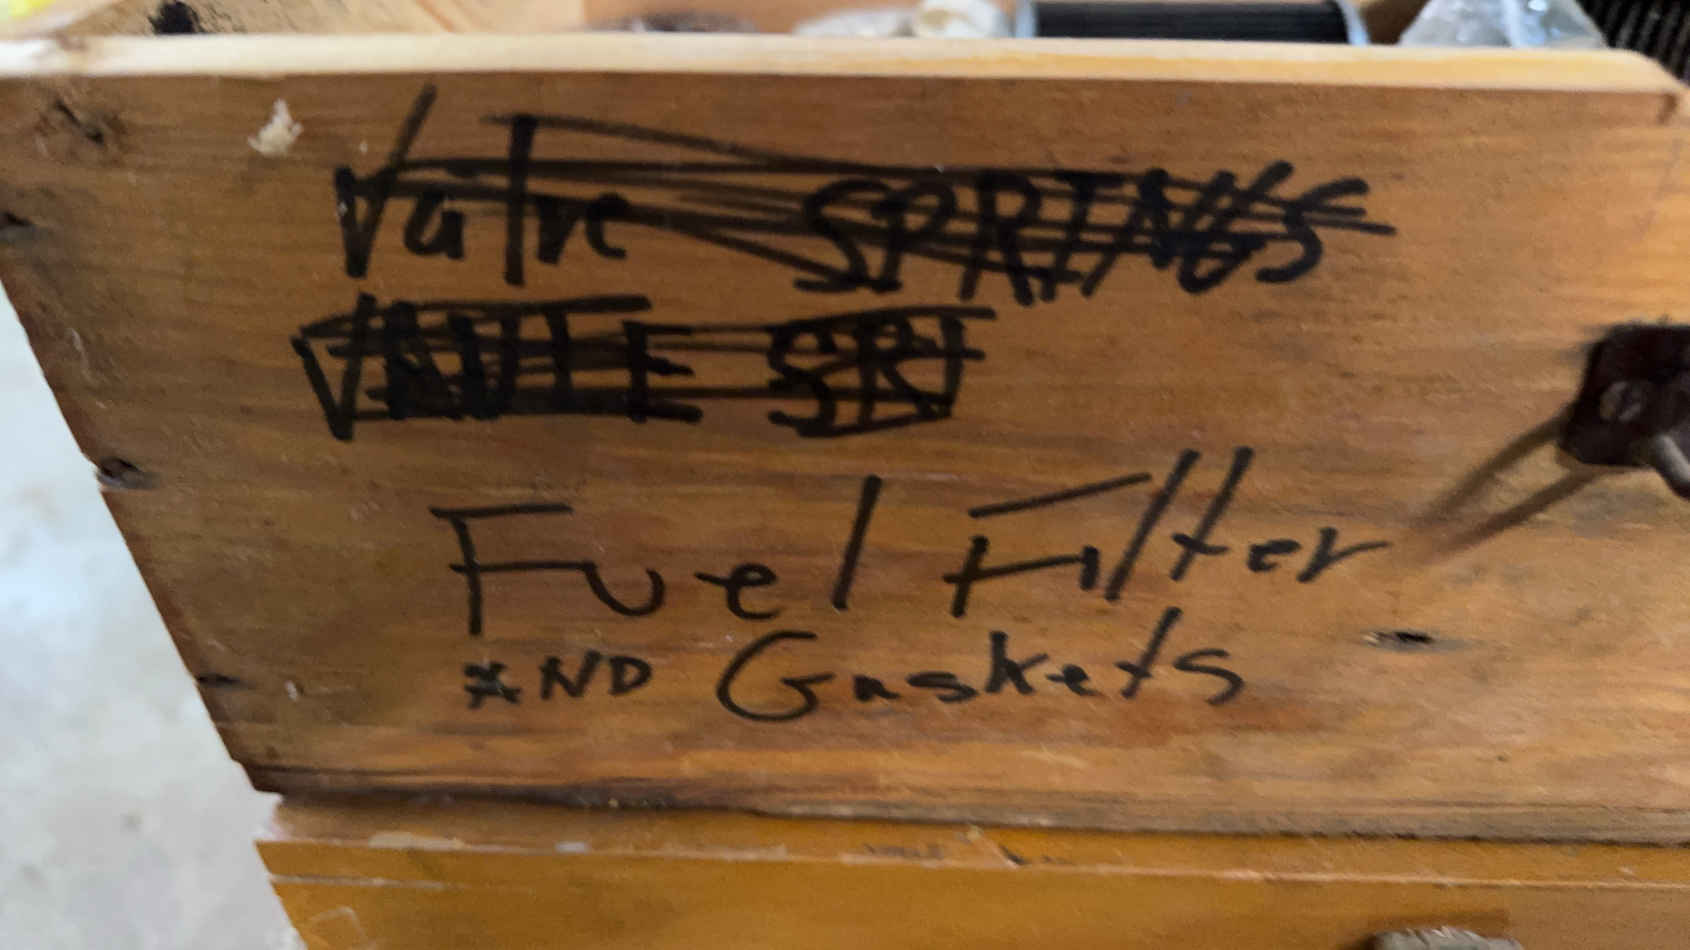 Valve SPRINGS
Fuel Filter
AND Gaskets